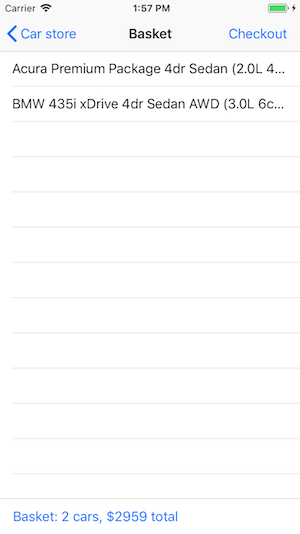 Carrier 1:57 PM
Car store Basket Checkout
Acura Premium Package 4dr Sedan (2.0L 4...
BMW 435i xDrive 4dr Sedan AWD (3.0L 6c...
Basket: 2 cars, $2959 total